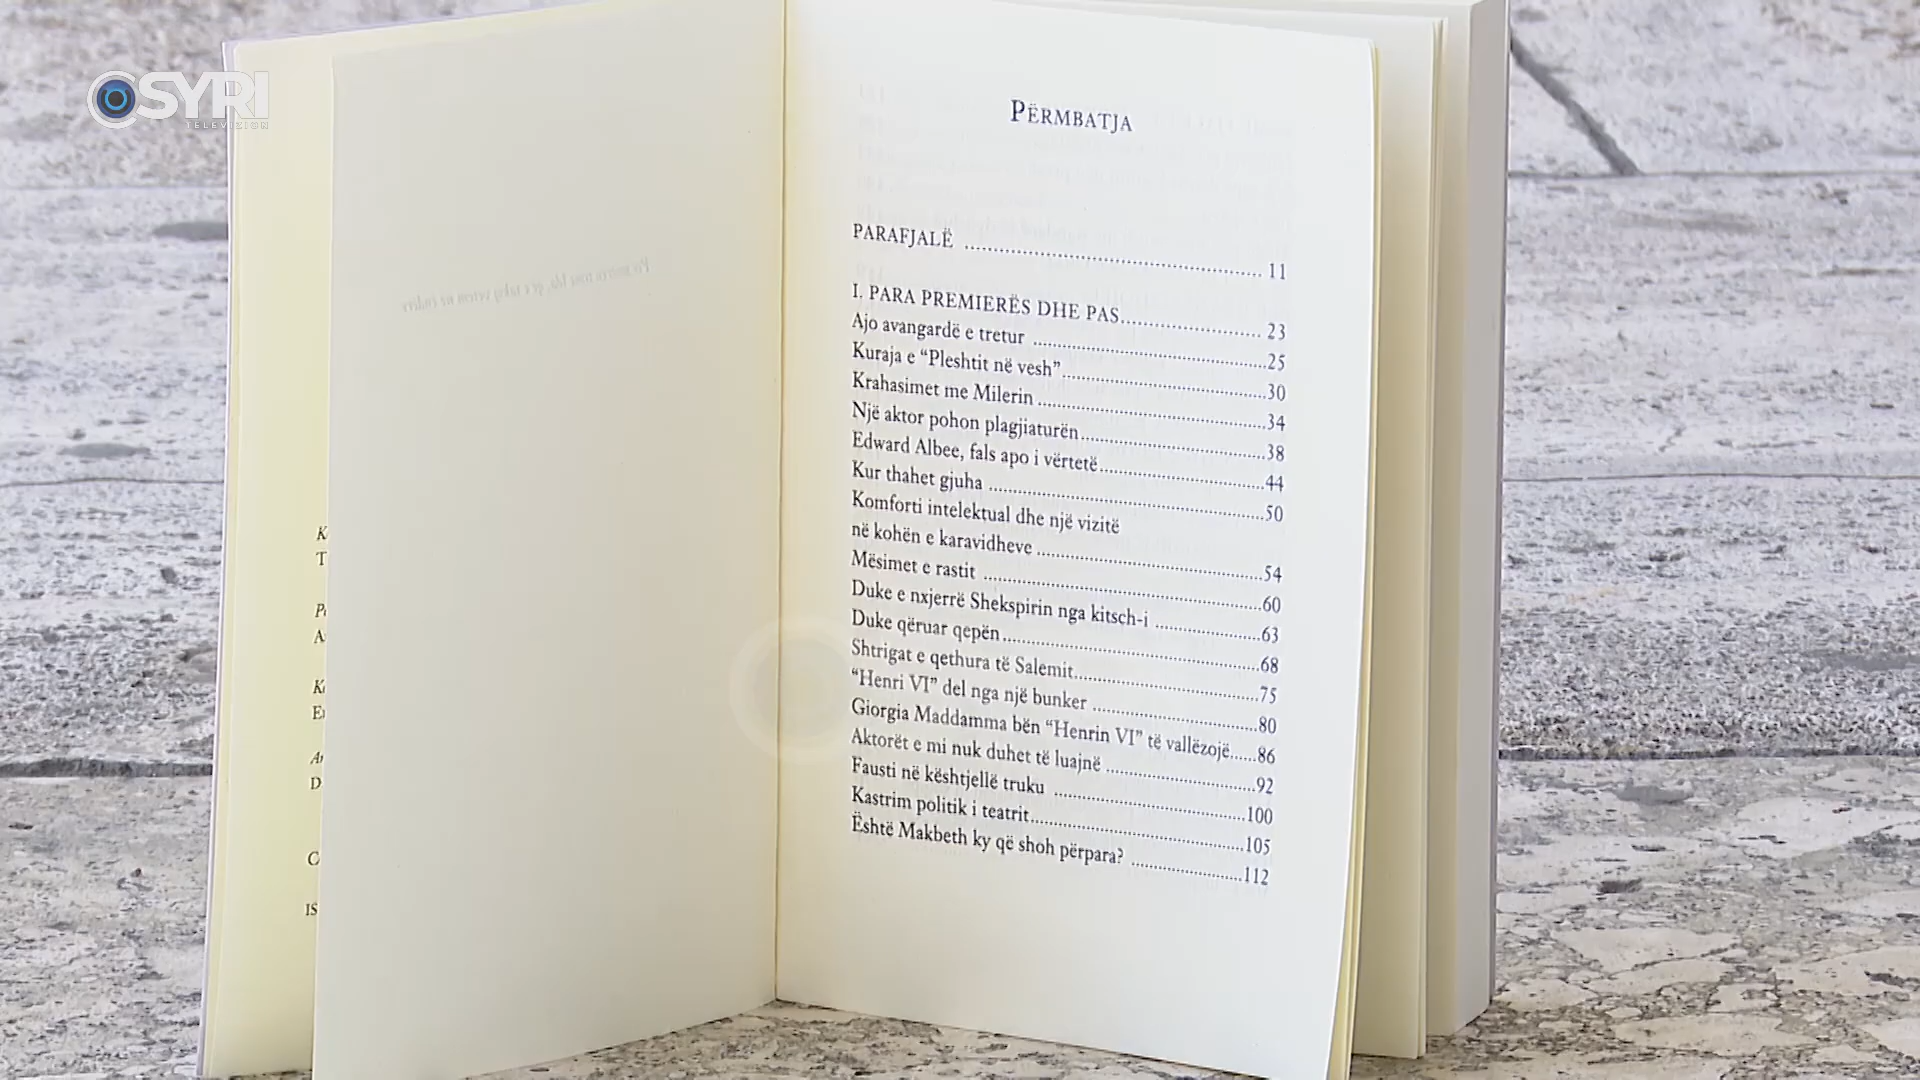 SYRI
TELEVIZION
PËRMBATJA
PARAFJALË ........ 11
I. PARA PREMIERËS DHE PAS........ 23
Ajo avangardë e tretur ........25
Kuraja e “Pleshtit në vesh”........30
Krahasimet me Milerin ........34
Një aktor pohon plagjiaturën........38
Edward Albee, fals apo i vërtetë........44
Kur thahet gjuha ........50
Komforti intelektual dhe një vizitë
në kohën e karavidheve ........54
Mësimet e rastit ........60
Duke e nxjerrë Shekspirin nga kitsch-i ........63
Duke qëruar qepën........68
Shtrigat e qethura të Salemit........75
“Henri VI” del nga një bunker ........80
Giorgia Maddamma bën “Henrin VI” të vallëzojë......86
Aktorët e mi nuk duhet të luajnë ........92
Fausti në kështjellë truku ........100
Kastrim politik i teatrit........105
Është Makbeth ky që shoh përpara? ........112